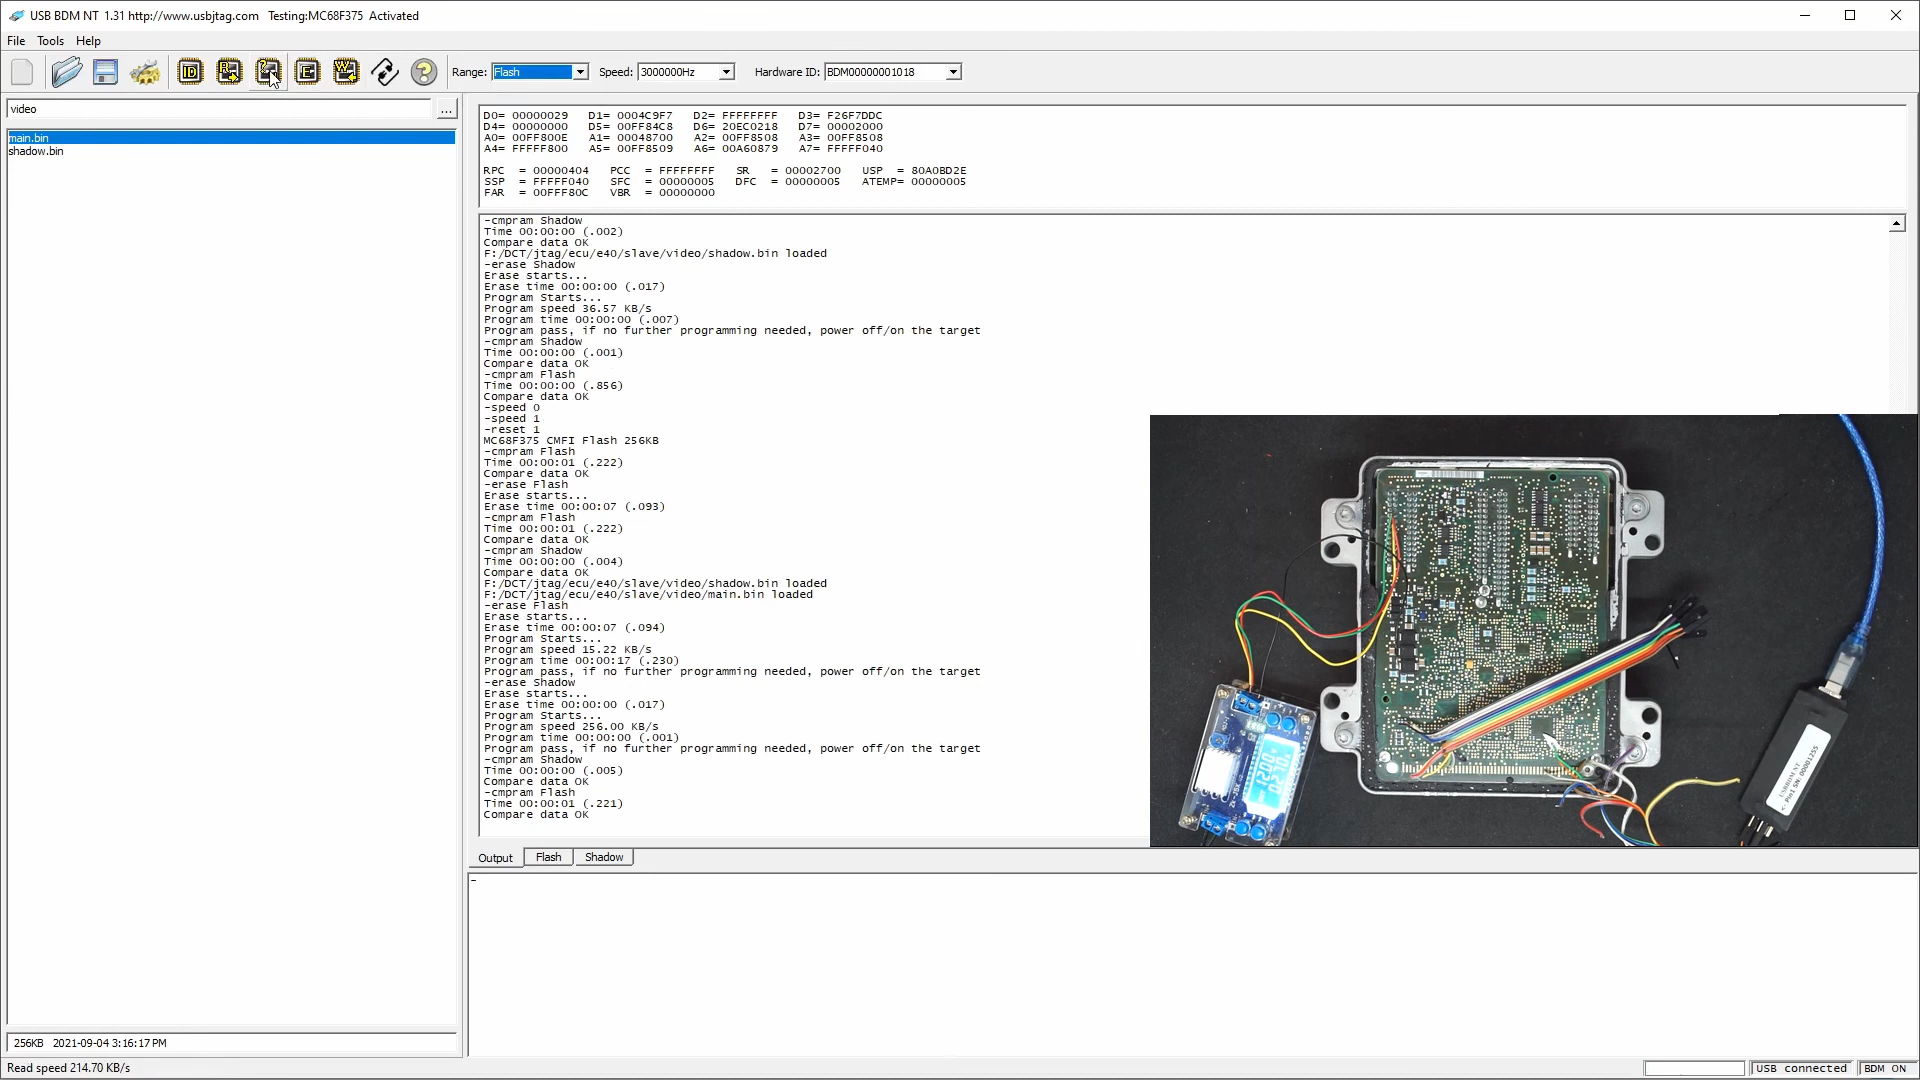 USB BDM NT 1.31 http://www.usbjtag.com Testing:MC68F375 Activated
File Tools Help
ID R ? E W
Range: Flash Speed: 3000000Hz Hardware ID: BDM00000001018
video ...
main.bin
shadow.bin
D0= 00000029 D1= 0004C9F7 D2= FFFFFFFF D3= F26F7DDC
D4= 00000000 D5= 00FF84C8 D6= 20EC0218 D7= 00002000
A0= 00FF800E A1= 00048700 A2= 00FF8508 A3= 00FF8508
A4= FFFFF800 A5= 00FF8509 A6= 00A60879 A7= FFFFF040
RPC = 00000404 PCC = FFFFFFFF SR = 00002700 USP = 80A0BD2E
SSP = FFFFF040 SFC = 00000005 DFC = 00000005 ATEMP= 00000005
FAR = 00FFF80C VBR = 00000000
-cmpram Shadow
Time 00:00:00 (.002)
Compare data OK
F:/DCT/jtag/ecu/e40/slave/video/shadow.bin loaded
-erase Shadow
Erase starts...
Erase time 00:00:00 (.017)
Program Starts...
Program speed 36.57 KB/s
Program time 00:00:00 (.007)
Program pass, if no further programming needed, power off/on the target
-cmpram Shadow
Time 00:00:00 (.001)
Compare data OK
-cmpram Flash
Time 00:00:00 (.856)
Compare data OK
-speed 0
-speed 1
-reset 1
MC68F375 CMFI Flash 256KB
-cmpram Flash
Time 00:00:01 (.222)
Compare data OK
-erase Flash
Erase starts...
Erase time 00:00:07 (.093)
-cmpram Flash
Time 00:00:01 (.222)
Compare data OK
-cmpram Shadow
Time 00:00:00 (.004)
Compare data OK
F:/DCT/jtag/ecu/e40/slave/video/shadow.bin loaded
F:/DCT/jtag/ecu/e40/slave/video/main.bin loaded
-erase Flash
Erase starts...
Erase time 00:00:07 (.094)
Program Starts...
Program speed 15.22 KB/s
Program time 00:00:17 (.230)
Program pass, if no further programming needed, power off/on the target
-erase Shadow
Erase starts...
Erase time 00:00:00 (.017)
Program Starts...
Program speed 256.00 KB/s
Program time 00:00:00 (.001)
Program pass, if no further programming needed, power off/on the target
-cmpram Shadow
Time 00:00:00 (.005)
Compare data OK
-cmpram Flash
Time 00:00:01 (.221)
Compare data OK
USBBDM NT
<- Pin1 SN: 00001255
Output Flash Shadow
-
256KB 2021-09-04 3:16:17 PM
Read speed 214.70 KB/s USB connected BDM ON